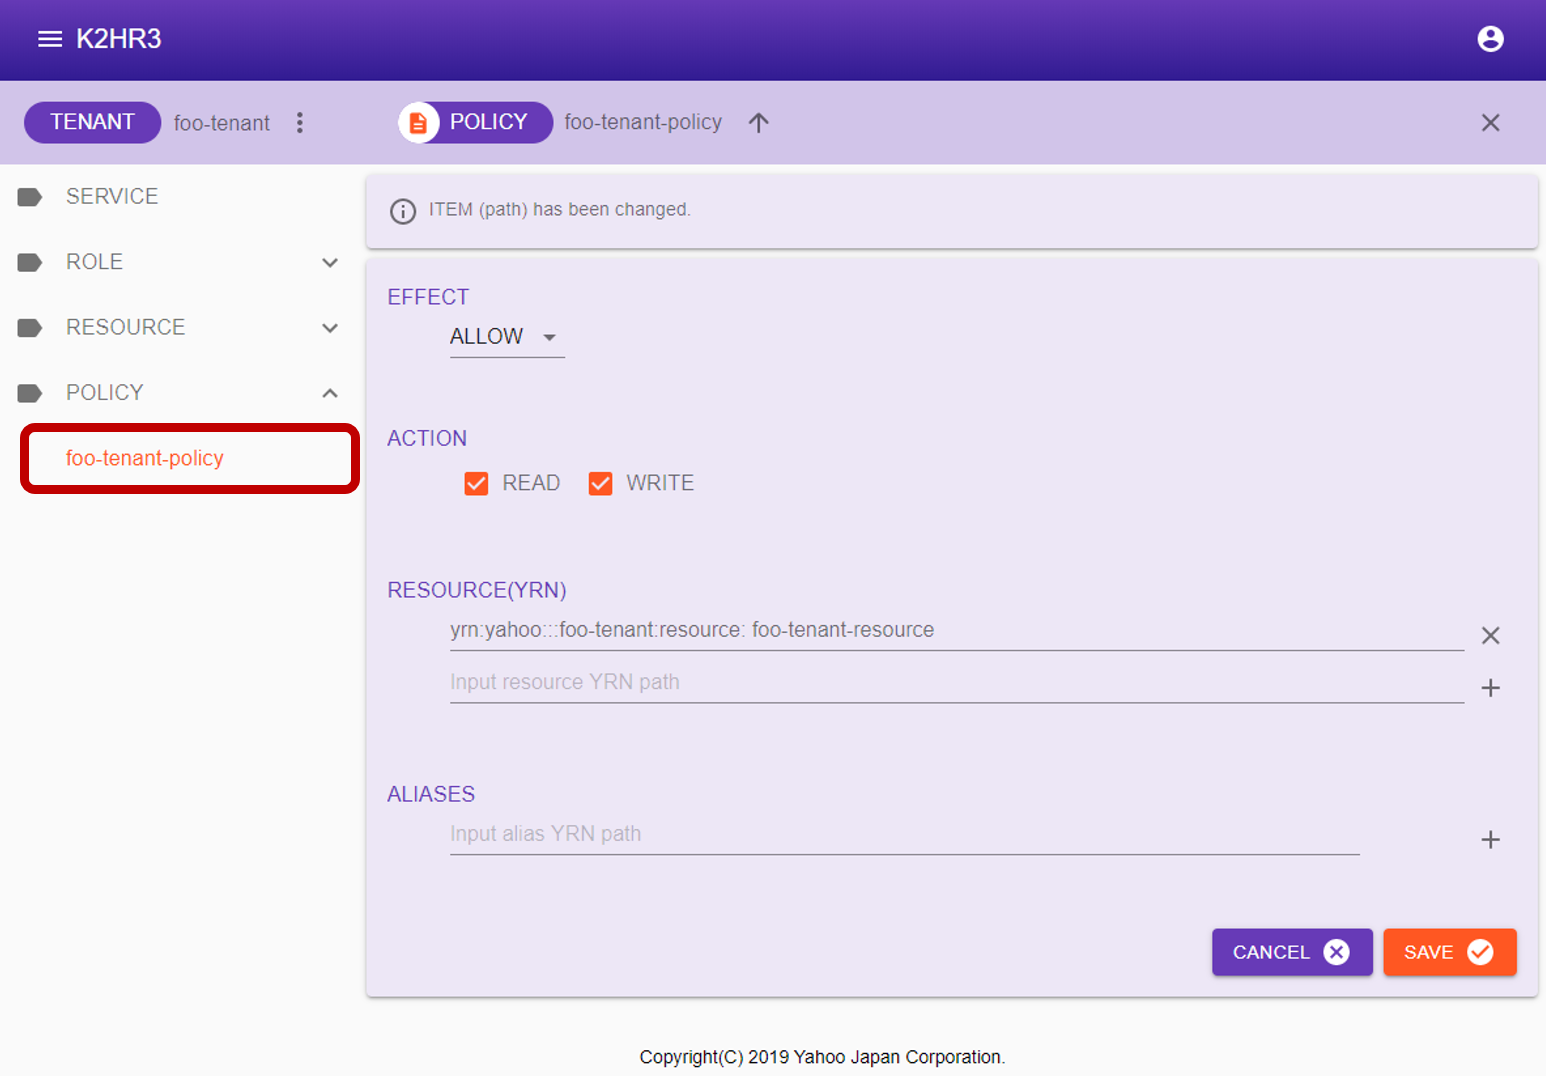 K2HR3
TENANT foo-tenant POLICY foo-tenant-policy
SERVICE
ROLE
RESOURCE
POLICY
foo-tenant-policy
ITEM (path) has been changed.
EFFECT
ALLOW
ACTION
READ WRITE
RESOURCE(YRN)
yrn:yahoo:::foo-tenant:resource: foo-tenant-resource
Input resource YRN path
ALIASES
Input alias YRN path
CANCEL SAVE
Copyright(C) 2019 Yahoo Japan Corporation.